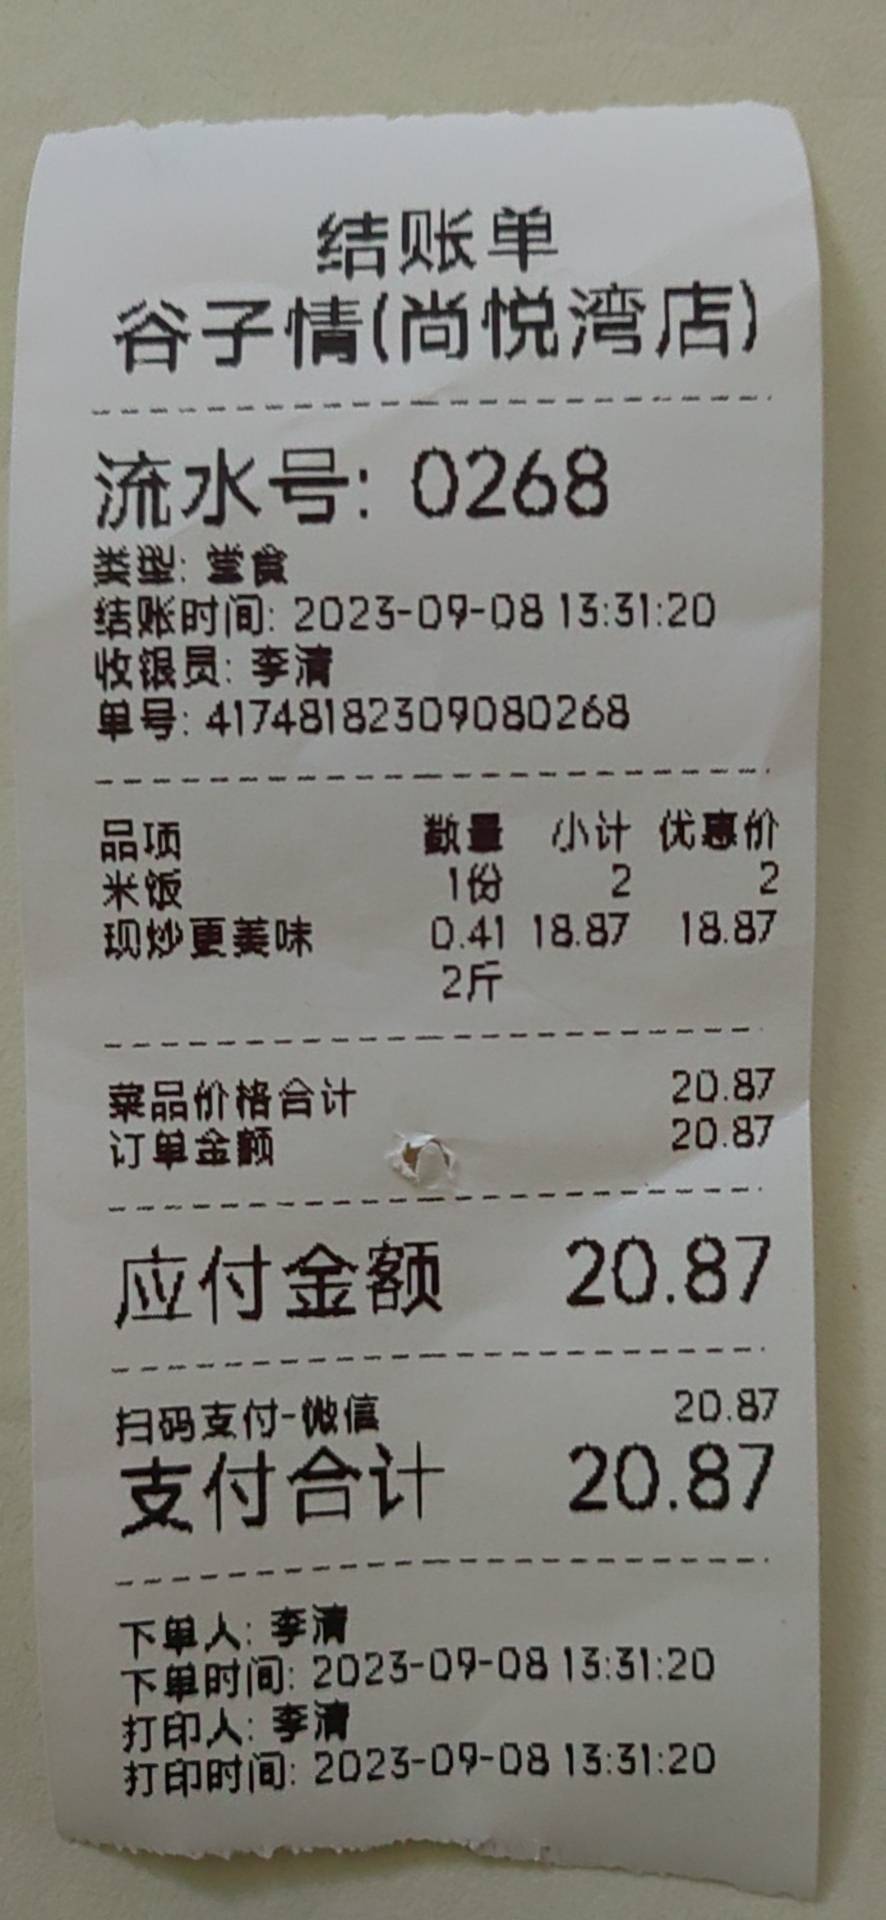 结账单
谷子情(尚悦湾店)
流水号: 0268
类型: 堂食
结账时间: 2023-09-08 13:31:20
收银员: 李清
单号: 417481823090​80268
品项 数量 小计 优惠价
米饭 1份 2 2
现炒更美味 0.41 18.87 18.87
2斤
菜品价格合计 20.87
订单金额 20.87
应付金额 20.87
扫码支付-微信 20.87
支付合计 20.87
下单人: 李清
下单时间: 2023-09-08 13:31:20
打印人: 李清
打印时间: 2023-09-08 13:31:20